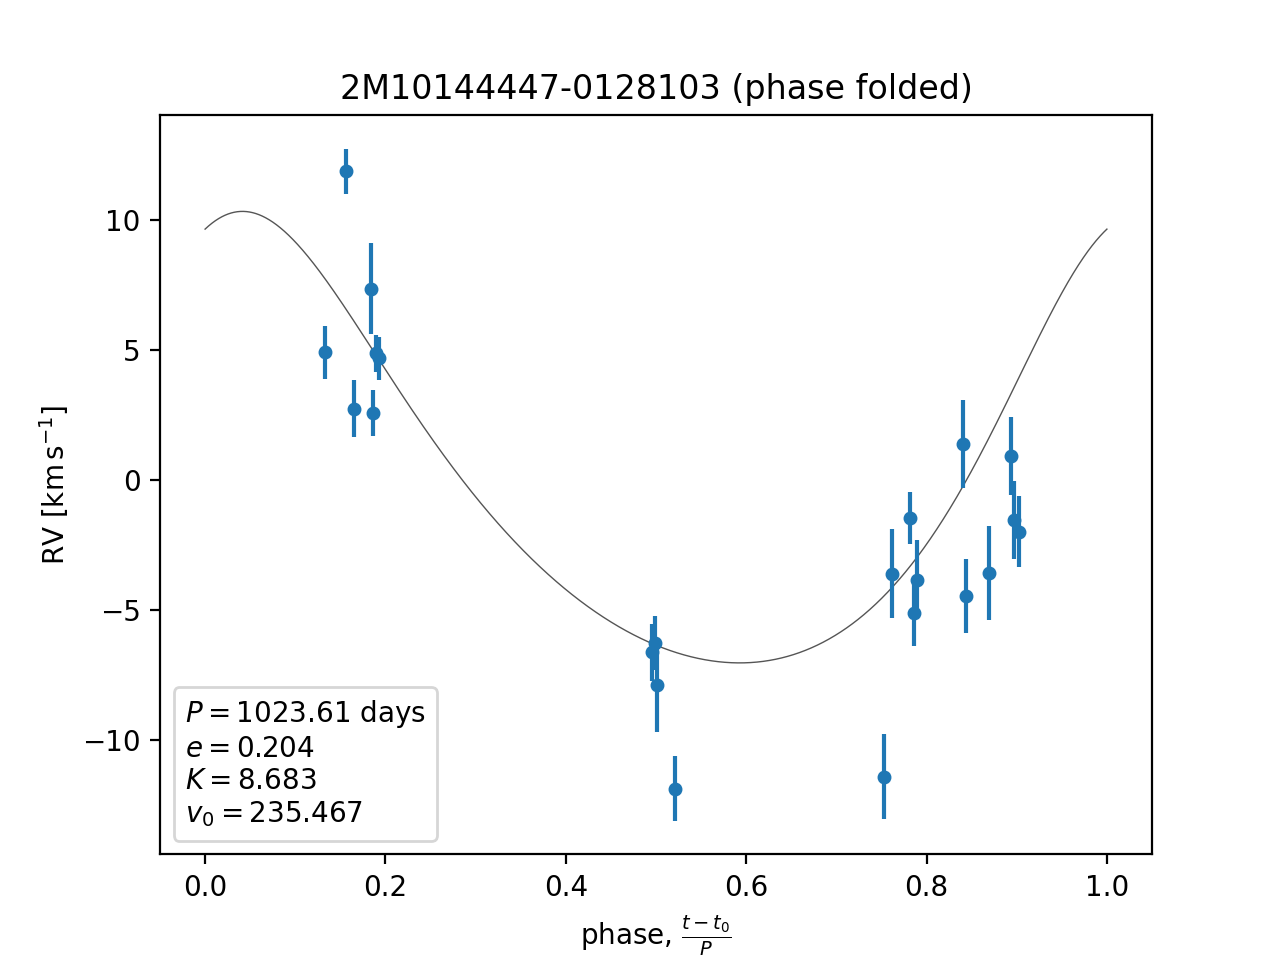 2M10144447-0128103 (phase folded)
RV [km s⁻¹]
10
5
0
−5
−10
P = 1023.61 days
e = 0.204
K = 8.683
v₀ = 235.467
0.0 0.2 0.4 0.6 0.8 1.0
phase, (t − t₀)/P